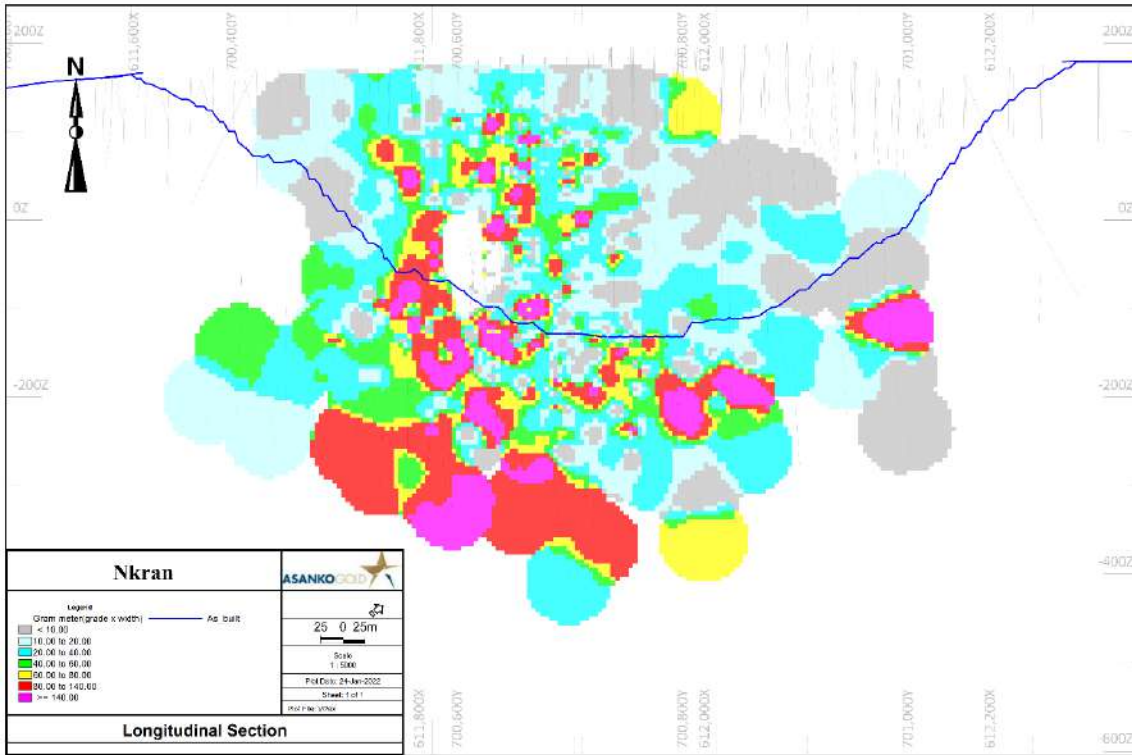 200Z
611,600X
700,400Y
611,800X
700,600Y
700,800Y
612,000X
701,000Y
612,200X
200Z
N
0Z
0Z
-200Z
-200Z
-400Z
-600Z
611,800X
700,600Y
700,800Y
612,000X
701,000Y
612,200X
Nkran
ASANKOGOLD
Legend
Gram meter(grade x width)
As built
< 10.00
10.00 to 20.00
20.00 to 40.00
40.00 to 60.00
60.00 to 80.00
80.00 to 140.00
>= 140.00
25 0 25m
Scale
1 : 5000
Plot Date: 24-Jan-2022
Sheet: 1 of 1
Longitudinal Section